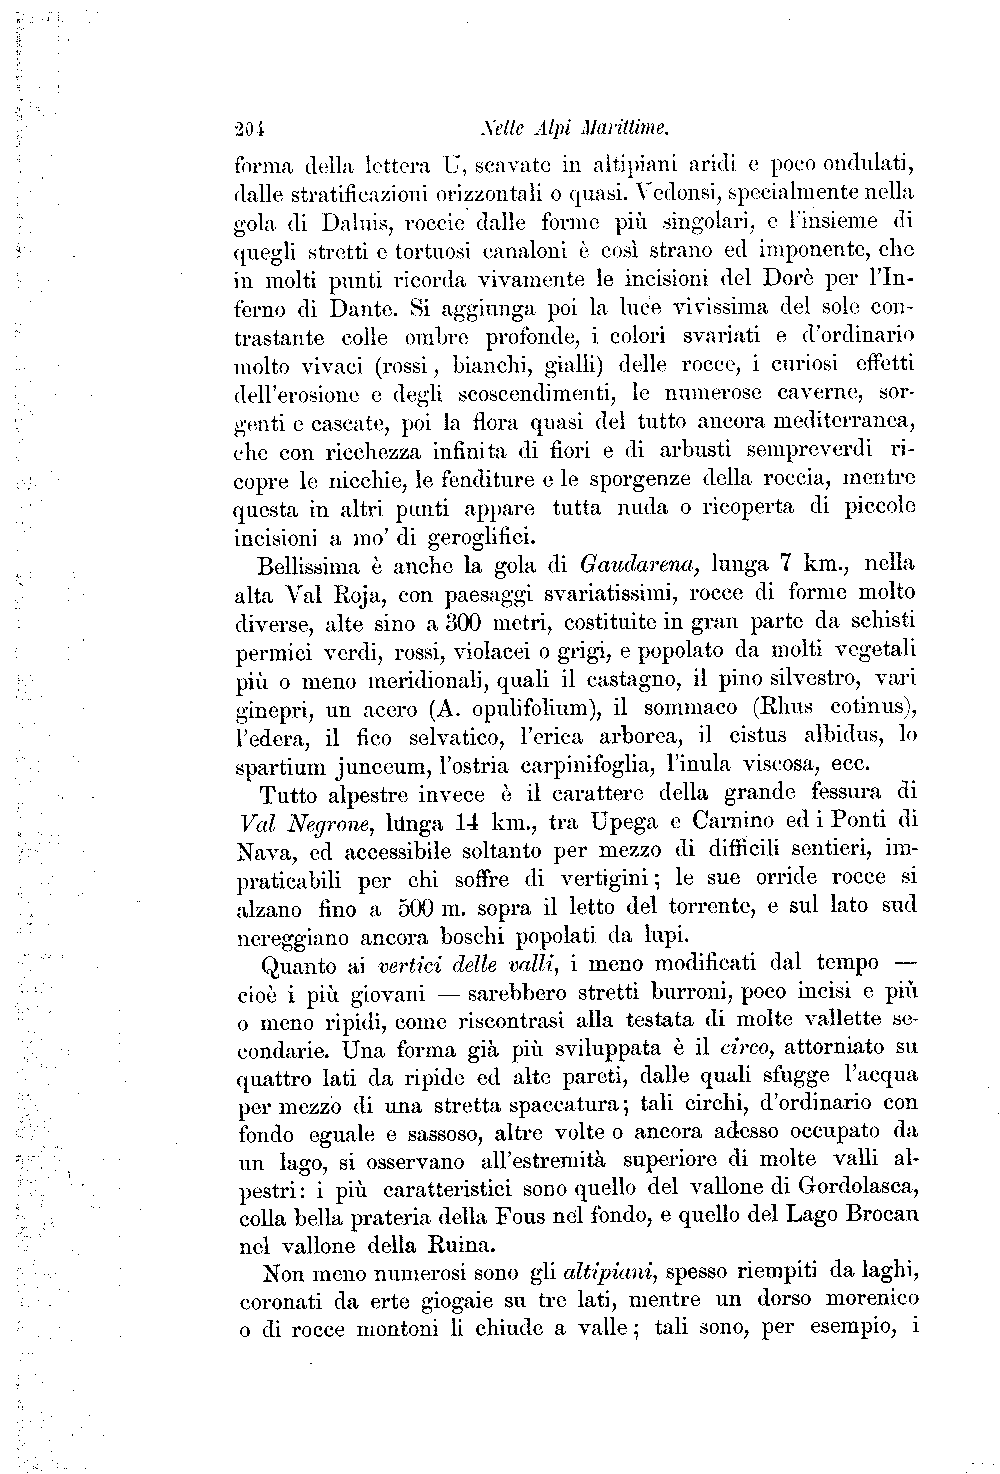 204 Nelle Alpi Marittime.
forma della lettera U, scavate in altipiani aridi e poco ondulati,
dalle stratificazioni orizzontali o quasi. Vedonsi, specialmente nella
gola di Daluis, roccie dalle forme più singolari, e l'insieme di
quegli stretti e tortuosi canaloni è così strano ed imponente, che
in molti punti ricorda vivamente le incisioni del Dorè per l'In-
ferno di Dante. Si aggiunga poi la luce vivissima del sole con-
trastante colle ombre profonde, i colori svariati e d'ordinario
molto vivaci (rossi, bianchi, gialli) delle rocce, i curiosi effetti
dell'erosione e degli scoscendimenti, le numerose caverne, sor-
genti e cascate, poi la flora quasi del tutto ancora mediterranea,
che con ricchezza infinita di fiori e di arbusti sempreverdi ri-
copre le nicchie, le fenditure e le sporgenze della roccia, mentre
questa in altri punti appare tutta nuda o ricoperta di piccole
incisioni a mo' di geroglifici.
Bellissima è anche la gola di Gaudarena, lunga 7 km., nella
alta Val Roja, con paesaggi svariatissimi, rocce di forme molto
diverse, alte sino a 300 metri, costituite in gran parte da schisti
permici verdi, rossi, violacei o grigi, e popolato da molti vegetali
più o meno meridionali, quali il castagno, il pino silvestro, vari
ginepri, un acero (A. opulifolium), il sommaco (Rhus cotinus),
l'edera, il fico selvatico, l'erica arborea, il cistus albidus, lo
spartium junceum, l'ostria carpinifoglia, l'inula viscosa, ecc.
Tutto alpestre invece è il carattere della grande fessura di
Val Negrone, lunga 14 km., tra Upega e Carnino ed i Ponti di
Nava, ed accessibile soltanto per mezzo di difficili sentieri, im-
praticabili per chi soffre di vertigini; le sue orride rocce si
alzano fino a 500 m. sopra il letto del torrente, e sul lato sud
nereggiano ancora boschi popolati da lupi.
Quanto ai vertici delle valli, i meno modificati dal tempo —
cioè i più giovani — sarebbero stretti burroni, poco incisi e più
o meno ripidi, come riscontrasi alla testata di molte vallette se-
condarie. Una forma già più sviluppata è il circo, attorniato su
quattro lati da ripide ed alte pareti, dalle quali sfugge l'acqua
per mezzo di una stretta spaccatura; tali circhi, d'ordinario con
fondo eguale e sassoso, altre volte o ancora adesso occupato da
un lago, si osservano all'estremità superiore di molte valli al-
pestri: i più caratteristici sono quello del vallone di Gordolasca,
colla bella prateria della Fous nel fondo, e quello del Lago Brocan
nel vallone della Ruina.
Non meno numerosi sono gli altipiani, spesso riempiti da laghi,
coronati da erte giogaie su tre lati, mentre un dorso morenico
o di rocce montoni li chiude a valle; tali sono, per esempio, i